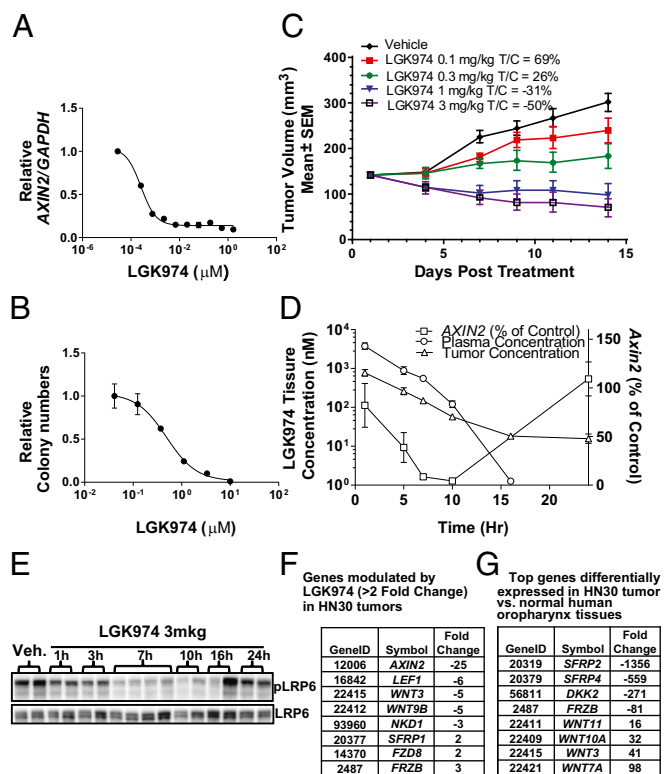 A
Relative
AXIN2/GAPDH
1.5
1.0
0.5
0.0
10-6
10-4
10-2
100
102
LGK974 (μM)
B
Relative
Colony numbers
1.5
1.0
0.5
0.0
10-2
10-1
100
101
102
LGK974 (μM)
C
Tumor Volume (mm3)
Mean± SEM
400
300
200
100
0
0
5
10
15
Days Post Treatment
Vehicle
LGK974 0.1 mg/kg T/C = 69%
LGK974 0.3 mg/kg T/C = 26%
LGK974 1 mg/kg T/C = -31%
LGK974 3 mg/kg T/C = -50%
D
LGK974 Tissure
Concentration (nM)
104
103
102
101
100
0
5
10
15
20
Time (Hr)
AXIN2 (% of Control)
Plasma Concentration
Tumor Concentration
150
100
50
0
Axin2 (% of Control)
E
LGK974 3mkg
Veh. 1h 3h 7h 10h 16h 24h
pLRP6
LRP6
F
Genes modulated by
LGK974 (>2 Fold Change)
in HN30 tumors
GeneID Symbol Fold Change
12006 AXIN2 -25
16842 LEF1 -6
22415 WNT3 -5
22412 WNT9B -5
93960 NKD1 -3
20377 SFRP1 2
14370 FZD8 2
2487 FRZB 3
G
Top genes differentially
expressed in HN30 tumor
vs. normal human
oropharynx tissues
GeneID Symbol Fold Change
20319 SFRP2 -1356
20379 SFRP4 -559
56811 DKK2 -271
2487 FRZB -81
22411 WNT11 16
22409 WNT10A 32
22415 WNT3 41
22421 WNT7A 98